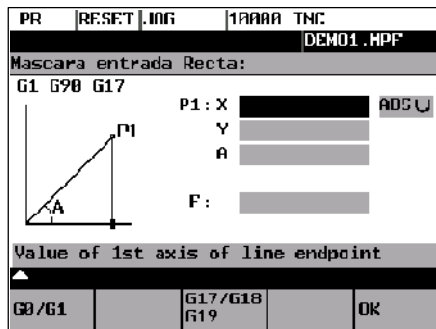 PR RESET JOG 10000 INC
DEMO1.MPF
Mascara entrada Recta:
G1 G90 G17
P1: X ABS
Y
P1
A
A
F:
Value of 1st axis of line endpoint
G0/G1 G17/G18 OK
G19